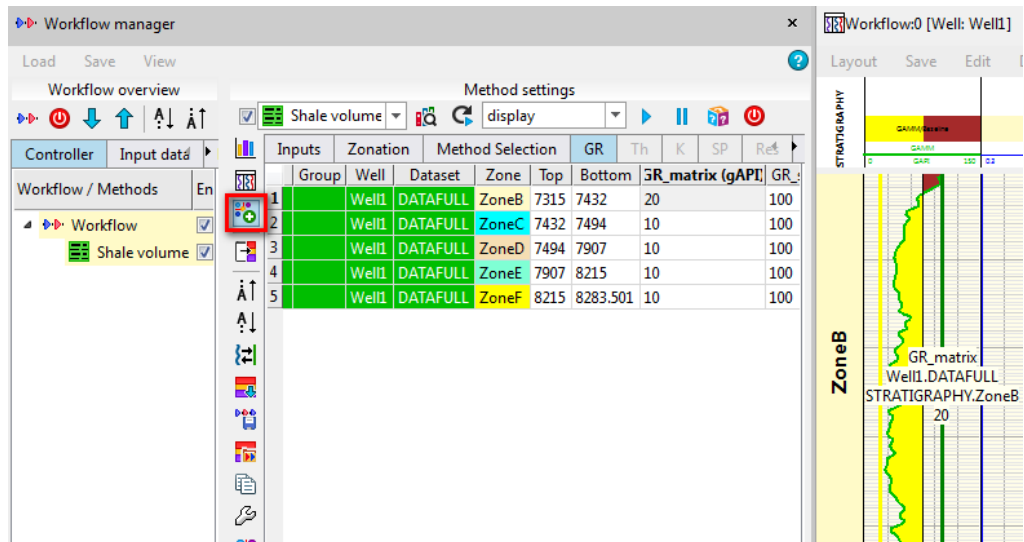 Workflow manager
Load Save View
Workflow overview
Method settings
Shale volume display
Controller Input data
Inputs Zonation Method Selection GR Th K SP
Workflow / Methods En
Workflow
Shale volume
Group Well Dataset Zone Top Bottom GR_matrix (gAPI)
1 Well1 DATAFULL ZoneB 7315 7432 20 100
2 Well1 DATAFULL ZoneC 7432 7494 10 100
3 Well1 DATAFULL ZoneD 7494 7907 10 100
4 Well1 DATAFULL ZoneE 7907 8215 10 100
5 Well1 DATAFULL ZoneF 8215 8283.501 10 100
Workflow:0 [Well: Well1]
Layout Save Edit
STRATIGRAPHY
GAMM/Baseline
GAMM
0 GAPI 150
ZoneB
GR_matrix
Well1.DATAFULL
STRATIGRAPHY.ZoneB
20